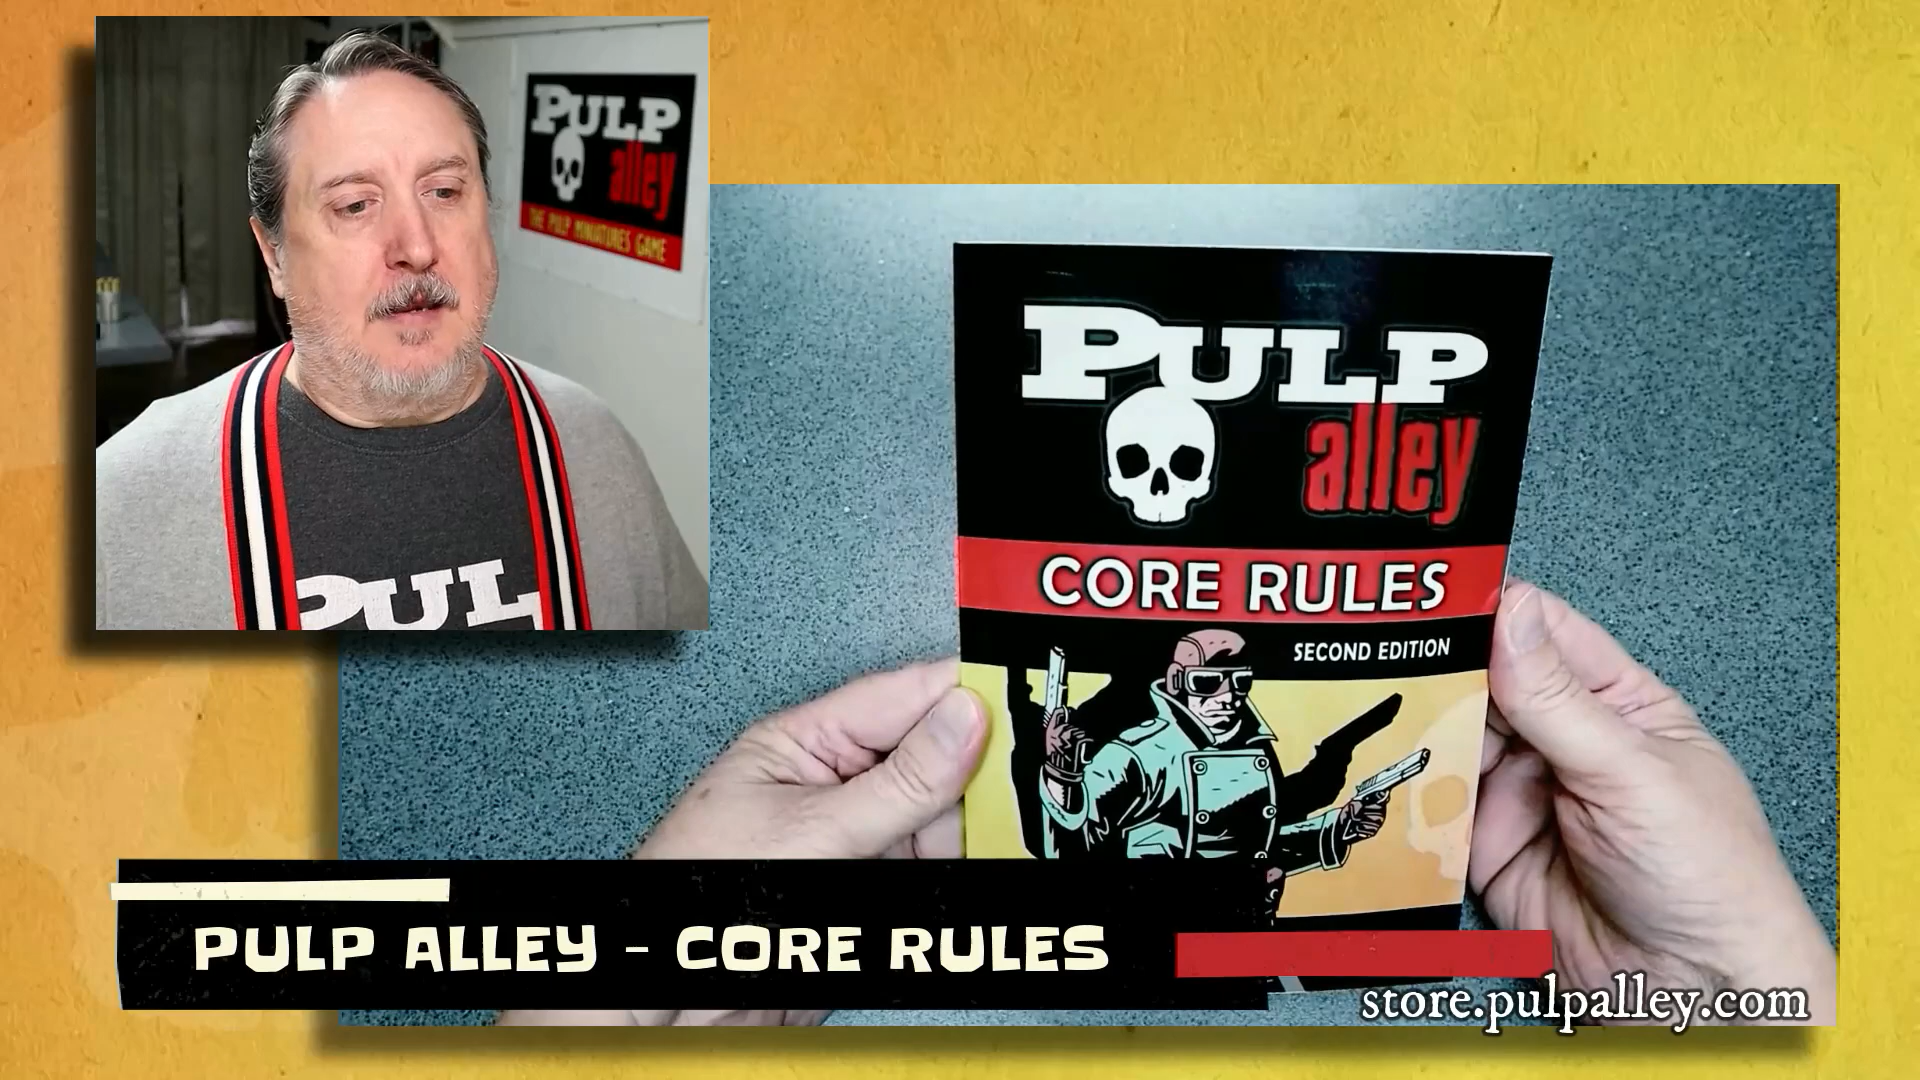 PULP
alley
THE PULP MINIATURES GAME
PUL
PULP
alley
CORE RULES
SECOND EDITION
PULP ALLEY - CORE RULES
store.pulpalley.com